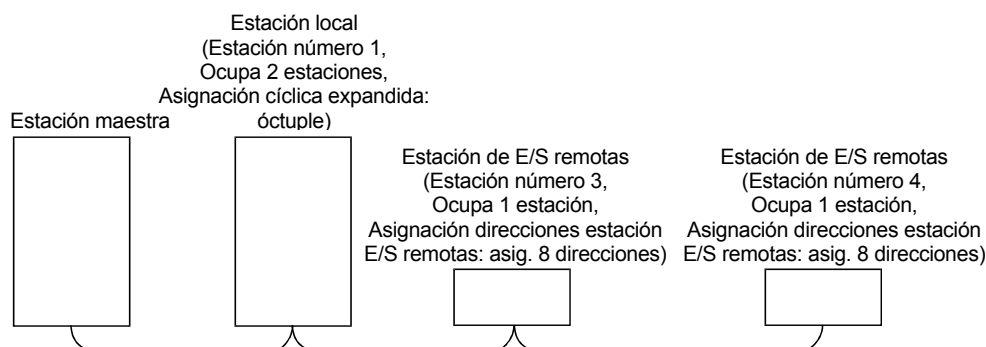 Estación local
(Estación número 1,
Ocupa 2 estaciones,
Asignación cíclica expandida:
óctuple)
Estación maestra
Estación de E/S remotas
(Estación número 3,
Ocupa 1 estación,
Asignación direcciones estación
E/S remotas: asig. 8 direcciones)
Estación de E/S remotas
(Estación número 4,
Ocupa 1 estación,
Asignación direcciones estación
E/S remotas: asig. 8 direcciones)